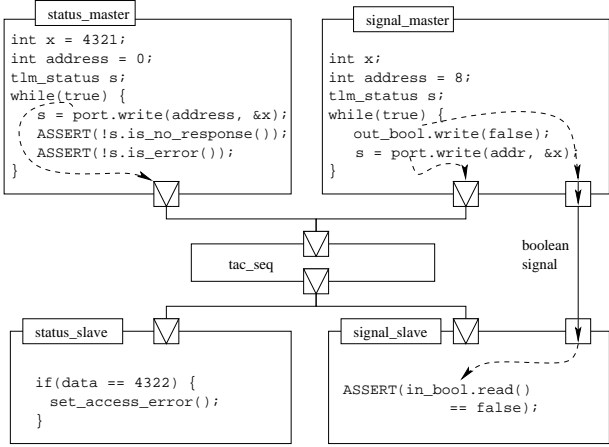 status_master
int x = 4321;
int address = 0;
tlm_status s;
while(true) {
s = port.write(address, &x);
ASSERT(!s.is_no_response());
ASSERT(!s.is_error());
}
signal_master
int x;
int address = 8;
tlm_status s;
while(true) {
out_bool.write(false);
s = port.write(addr, &x);
}
tac_seq
boolean
signal
status_slave
if(data == 4322) {
set_access_error();
}
signal_slave
ASSERT(in_bool.read()
== false);